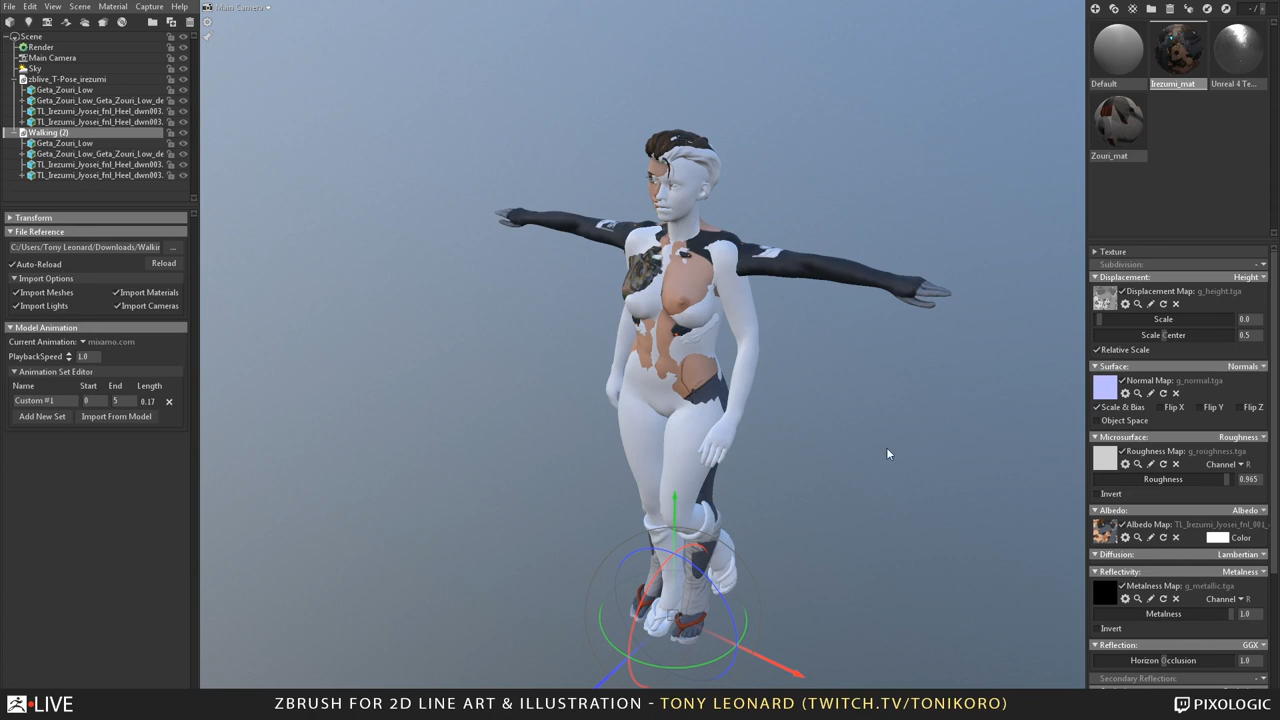 File Edit View Scene Material Capture Help
Main Camera
Scene
Render
Main Camera
Sky
zblive_T-Pose_irezumi
Geta_Zouri_Low
Geta_Zouri_Low_Geta_Zouri_Low_de
TL_Irezumi_Jyosei_fnl_Heel_dwn003.
TL_Irezumi_Jyosei_fnl_Heel_dwn003.
Walking (2)
Geta_Zouri_Low
Geta_Zouri_Low_Geta_Zouri_Low_de
TL_Irezumi_Jyosei_fnl_Heel_dwn003.
TL_Irezumi_Jyosei_fnl_Heel_dwn003.
Transform
File Reference
C:/Users/Tony Leonard/Downloads/Walkir ...
Auto-Reload Reload
Import Options
Import Meshes Import Materials
Import Lights Import Cameras
Model Animation
Current Animation: mixamo.com
PlaybackSpeed 1.0
Animation Set Editor
Name Start End Length
Custom #1 0 5 0.17
Add New Set Import From Model
- /
Default Irezumi_mat Unreal 4 Te...
Zouri_mat
Texture
Subdivision: -
Displacement: Height
Displacement Map: g_height.tga
Scale 0.0
Scale Center 0.5
Relative Scale
Surface: Normals
Normal Map: g_normal.tga
Scale & Bias Flip X Flip Y Flip Z
Object Space
Microsurface: Roughness
Roughness Map: g_roughness.tga
Channel R
Roughness 0.965
Invert
Albedo: Albedo
Albedo Map: TL_Irezumi_Jyosei_fnl_001_
Color
Diffusion: Lambertian
Reflectivity: Metalness
Metalness Map: g_metallic.tga
Channel R
Metalness 1.0
Invert
Reflection: GGX
Horizon Occlusion 1.0
Secondary Reflection: -
LIVE
ZBRUSH FOR 2D LINE ART & ILLUSTRATION - TONY LEONARD (TWITCH.TV/TONIKORO)
PIXOLOGIC